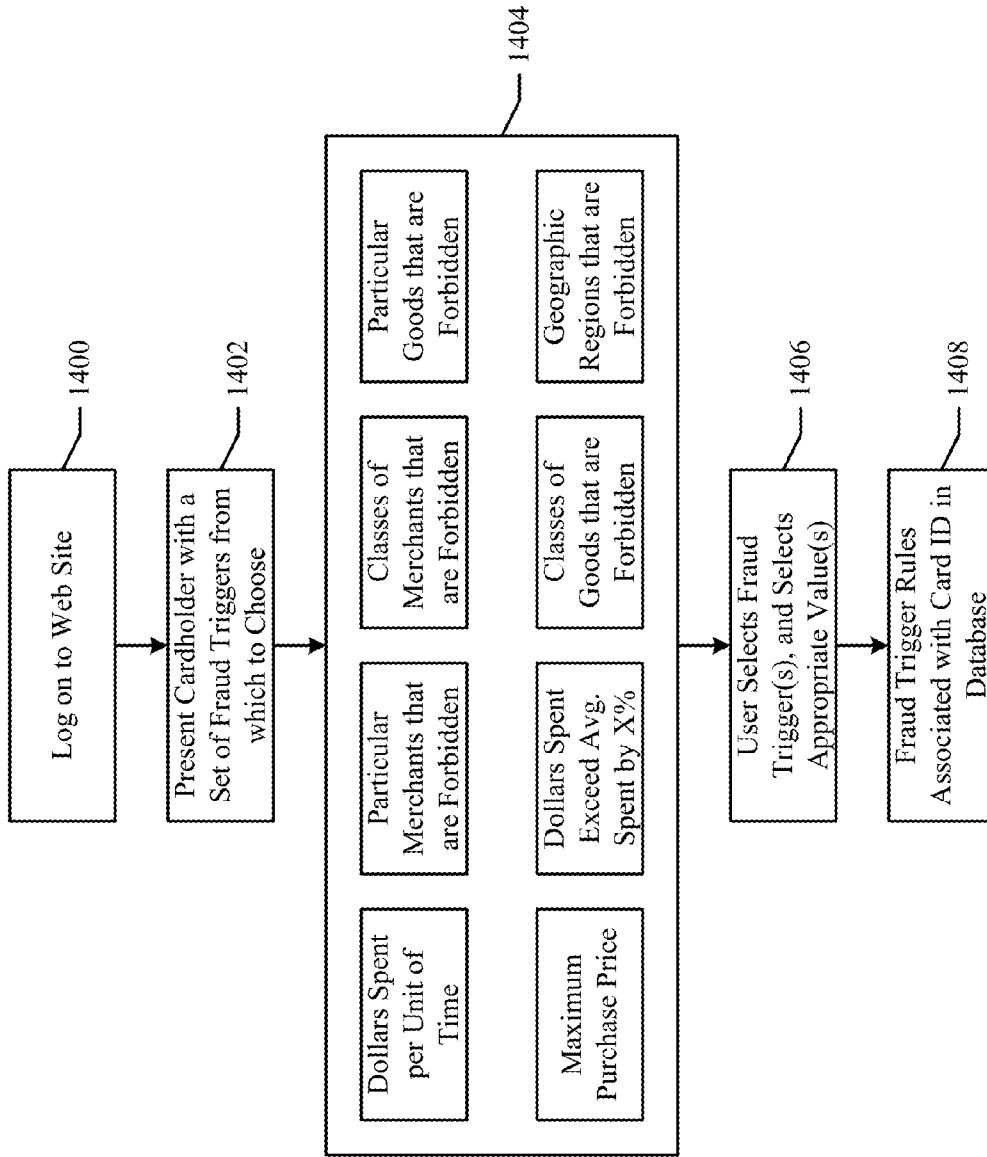 Log on to Web Site
1400
Present Cardholder with a
Set of Fraud Triggers from
which to Choose
1402
1404
Dollars Spent
per Unit of
Time
Particular
Merchants that
are Forbidden
Classes of
Merchants that
are Forbidden
Particular
Goods that are
Forbidden
Maximum
Purchase Price
Dollars Spent
Exceed Avg.
Spent by X%
Classes of
Goods that are
Forbidden
Geographic
Regions that are
Forbidden
User Selects Fraud
Trigger(s), and Selects
Appropriate Value(s)
1406
Fraud Trigger Rules
Associated with Card ID in
Database
1408